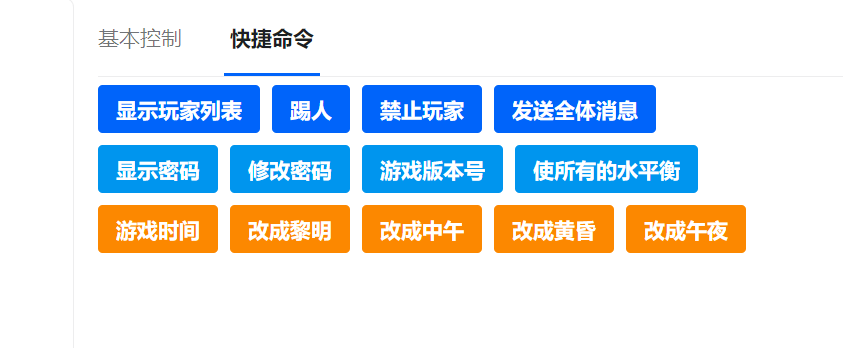 基本控制 快捷命令
显示玩家列表 踢人 禁止玩家 发送全体消息
显示密码 修改密码 游戏版本号 使所有的水平衡
游戏时间 改成黎明 改成中午 改成黄昏 改成午夜